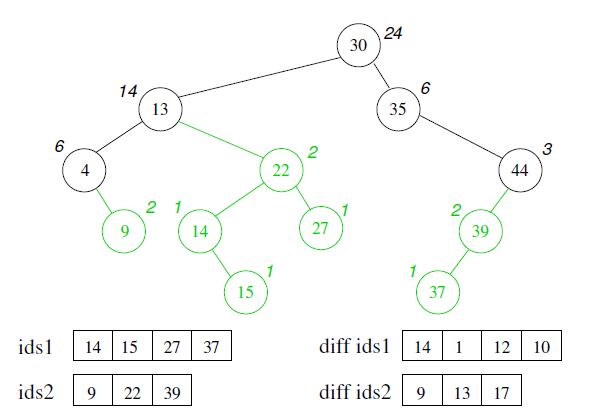 30 24
14 13 35 6
6 4 22 2 44 3
9 2 1 14 27 1 2 39
15 1 1 37
ids1 14 15 27 37 diff ids1 14 1 12 10
ids2 9 22 39 diff ids2 9 13 17